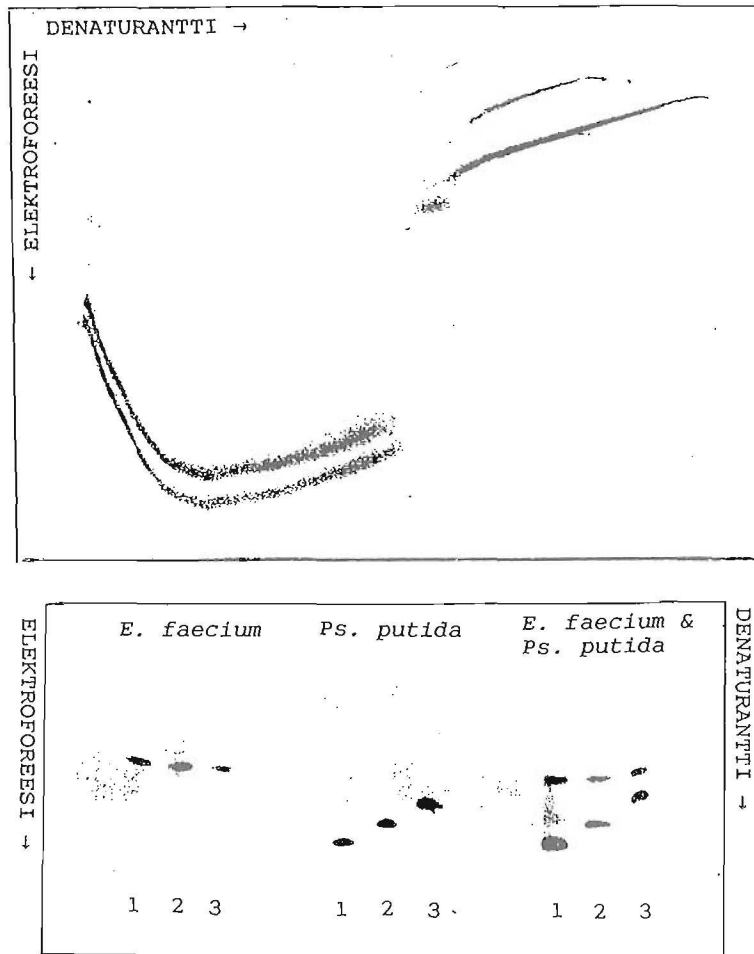 DENATURANTTI →
← ELEKTROFOREESI
E. faecium
Ps. putida
E. faecium &
Ps. putida
ELEKTROFOREESI →
DENATURANTTI →
1 2 3
1 2 3
1 2 3